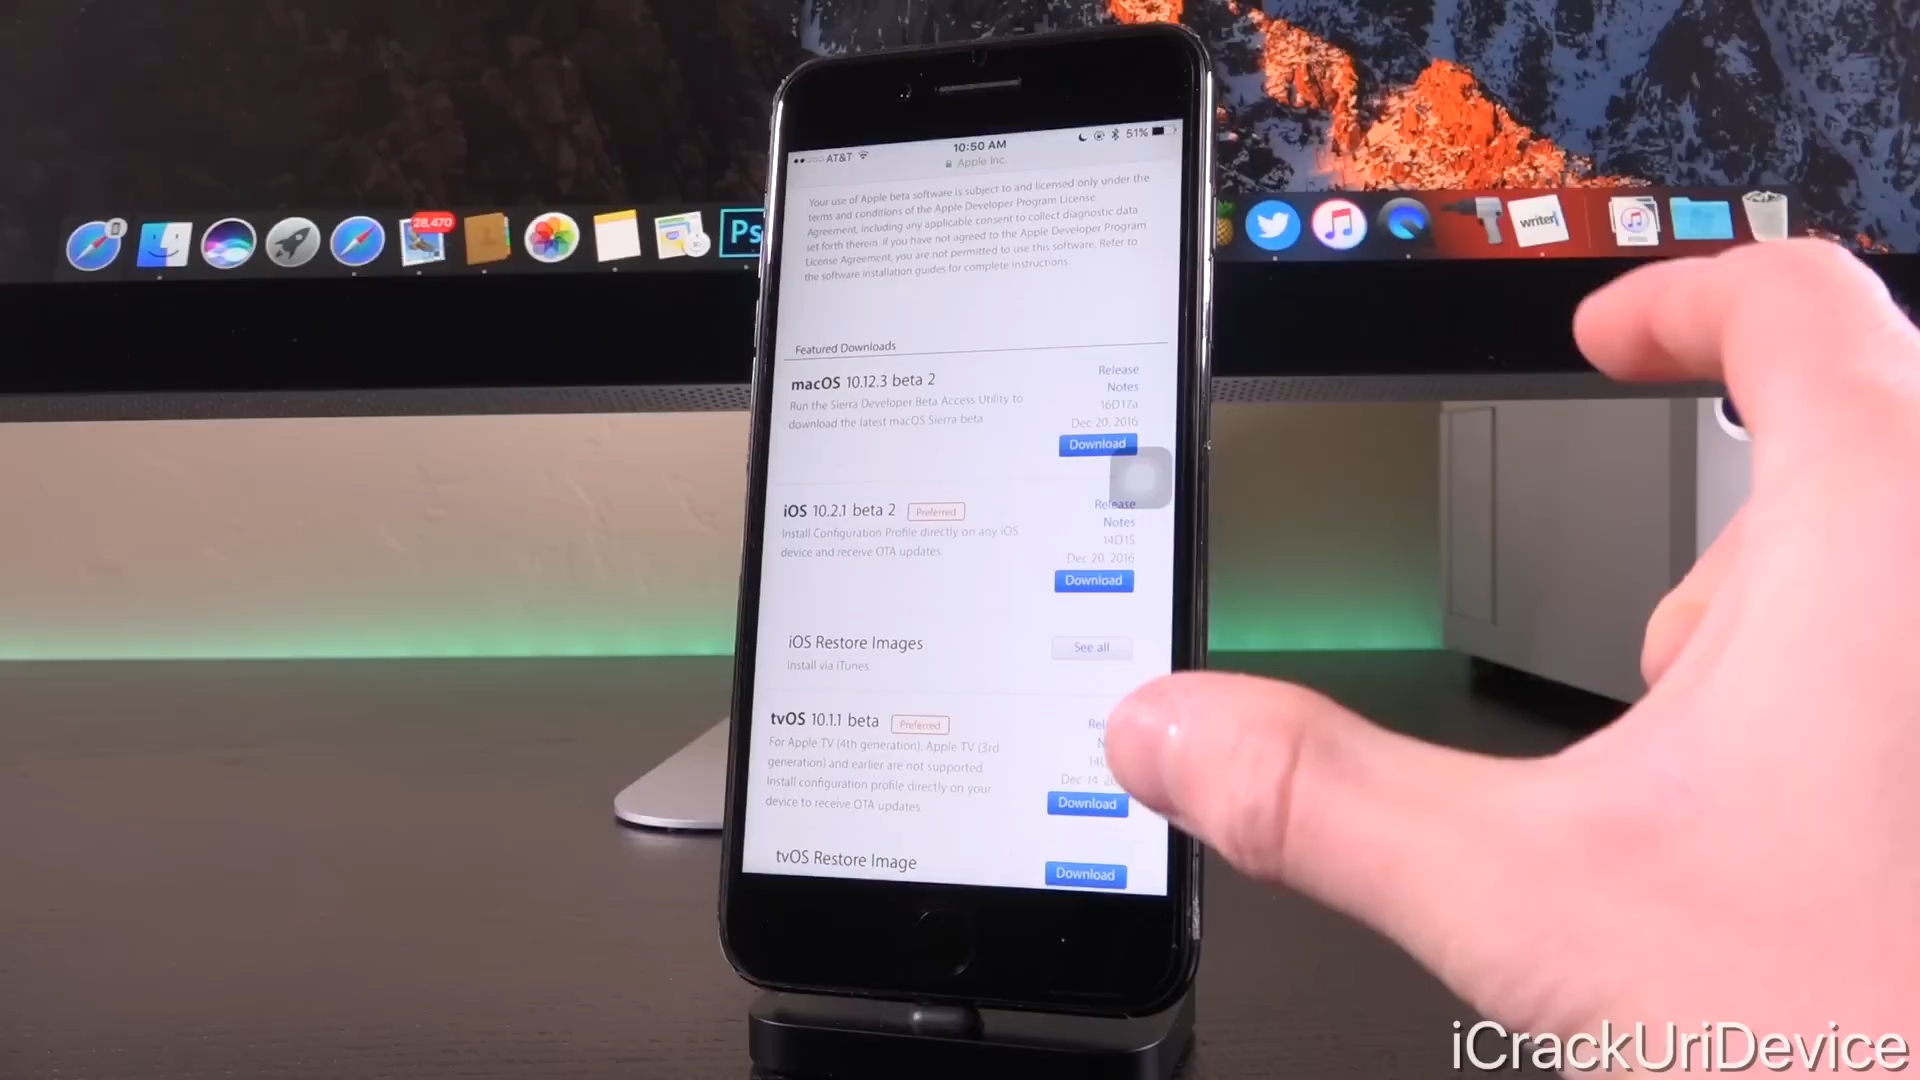 28,470
Ps
writer
AT&T
10:50 AM
51%
Apple Inc.
Your use of Apple beta software is subject to and licensed only under the
terms and conditions of the Apple Developer Program License
Agreement, including any applicable consent to collect diagnostic data
set forth therein. If you have not agreed to the Apple Developer Program
License Agreement, you are not permitted to use this software. Refer to
the software installation guides for complete instructions
Featured Downloads
macOS 10.12.3 beta 2
Run the Sierra Developer Beta Access Utility to
download the latest macOS Sierra beta.
Release
Notes
16D17a
Dec 20, 2016
Download
iOS 10.2.1 beta 2 Preferred
Install Configuration Profile directly on any iOS
device and receive OTA updates.
Release
Notes
14D15
Dec 20, 2016
Download
iOS Restore Images
Install via iTunes.
See all
tvOS 10.1.1 beta Preferred
For Apple TV (4th generation). Apple TV (3rd
generation) and earlier are not supported.
Install configuration profile directly on your
device to receive OTA updates.
Dec 14,
Download
tvOS Restore Image
Download
iCrackUriDevice